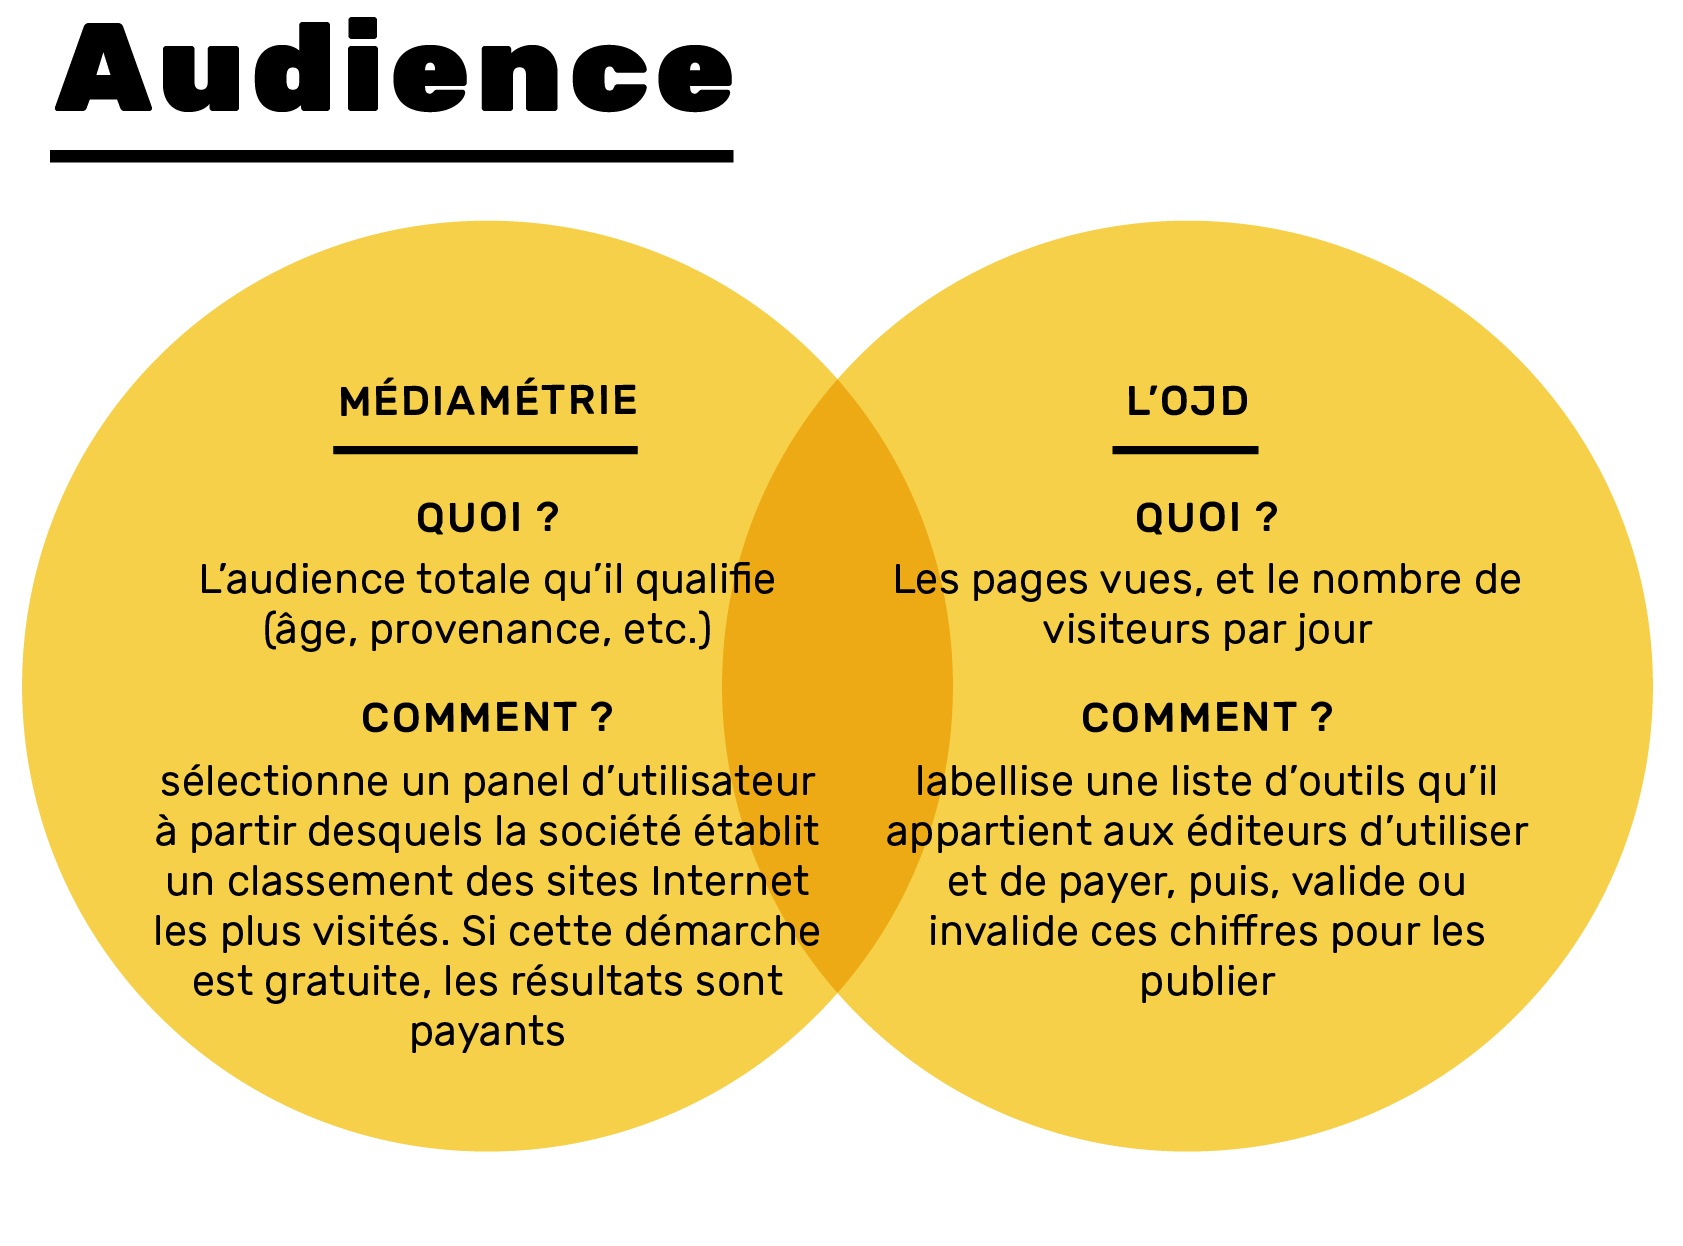 Audience
MÉDIAMÉTRIE
QUOI ?
L’audience totale qu’il qualifie
(âge, provenance, etc.)
COMMENT ?
sélectionne un panel d’utilisateur
à partir desquels la société établit
un classement des sites Internet
les plus visités. Si cette démarche
est gratuite, les résultats sont
payants
L’OJD
QUOI ?
Les pages vues, et le nombre de
visiteurs par jour
COMMENT ?
labellise une liste d’outils qu’il
appartient aux éditeurs d’utiliser
et de payer, puis, valide ou
invalide ces chiffres pour les
publier